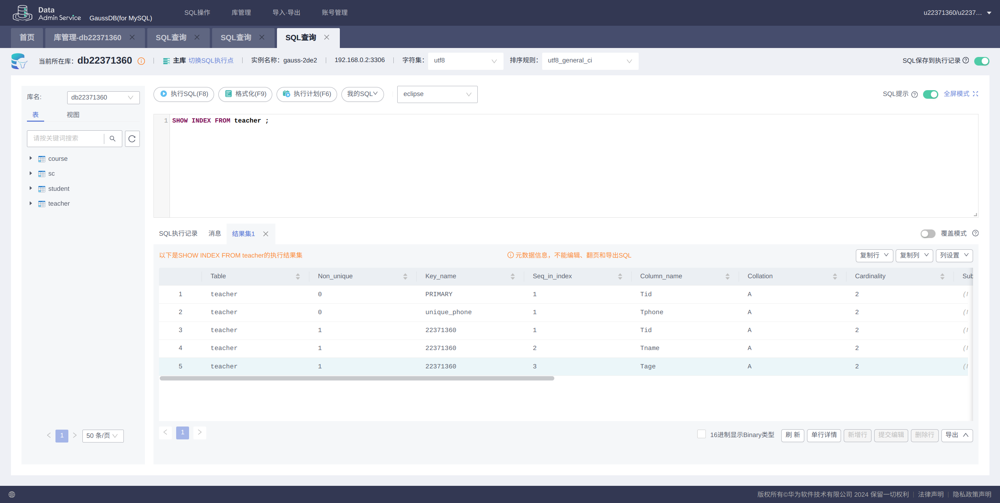 Data
Admin Service GaussDB(for MySQL) SQL操作 库管理 导入·导出 账号管理 u22371360/u2237...
首页 库管理-db22371360 SQL查询 SQL查询 SQL查询
当前所在库: db22371360 主库 切换SQL执行点 实例名称: gauss-2de2 192.168.0.2:3306 字符集: utf8 排序规则: utf8_general_ci SQL保存到执行记录
库名: db22371360
执行SQL(F8) 格式化(F9) 执行计划(F6) 我的SQL eclipse SQL提示 全屏模式
表 视图
1 SHOW INDEX FROM teacher ;
请按关键词搜索
course
sc
student
teacher
SQL执行记录 消息 结果集1 覆盖模式
以下是SHOW INDEX FROM teacher的执行结果集 元数据信息，不能编辑、翻页和导出SQL 复制行 复制列 列设置
Table Non_unique Key_name Seq_in_index Column_name Collation Cardinality Sub
1 teacher 0 PRIMARY 1 Tid A 2 (
2 teacher 0 unique_phone 1 Tphone A 2 (
3 teacher 1 22371360 1 Tid A 2 (
4 teacher 1 22371360 2 Tname A 2 (
5 teacher 1 22371360 3 Tage A 2 (
1 50 条/页
1 16进制显示Binary类型 刷 新 单行详情 新增行 提交编辑 删除行 导出
版权所有©华为软件技术有限公司 2024 保留一切权利 法律声明 隐私政策声明